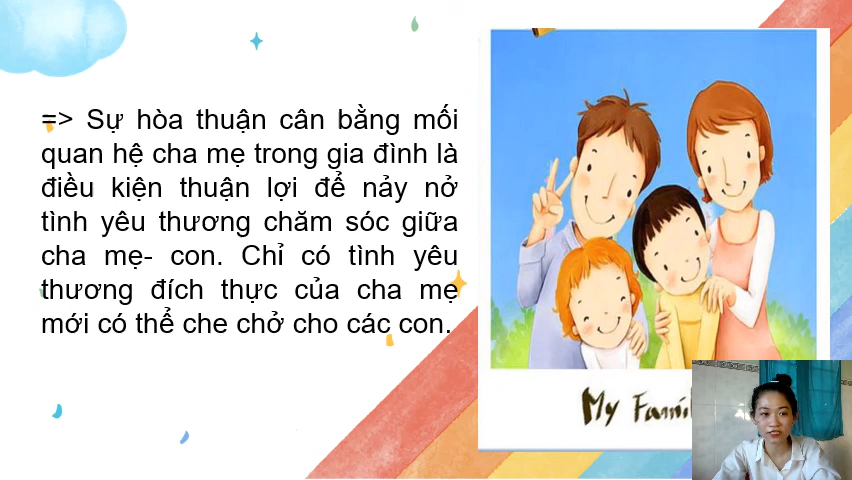 => Sự hòa thuận cân bằng mối
quan hệ cha mẹ trong gia đình là
điều kiện thuận lợi để nảy nở
tình yêu thương chăm sóc giữa
cha mẹ- con. Chỉ có tình yêu
thương đích thực của cha mẹ
mới có thể che chở cho các con.
My Famil